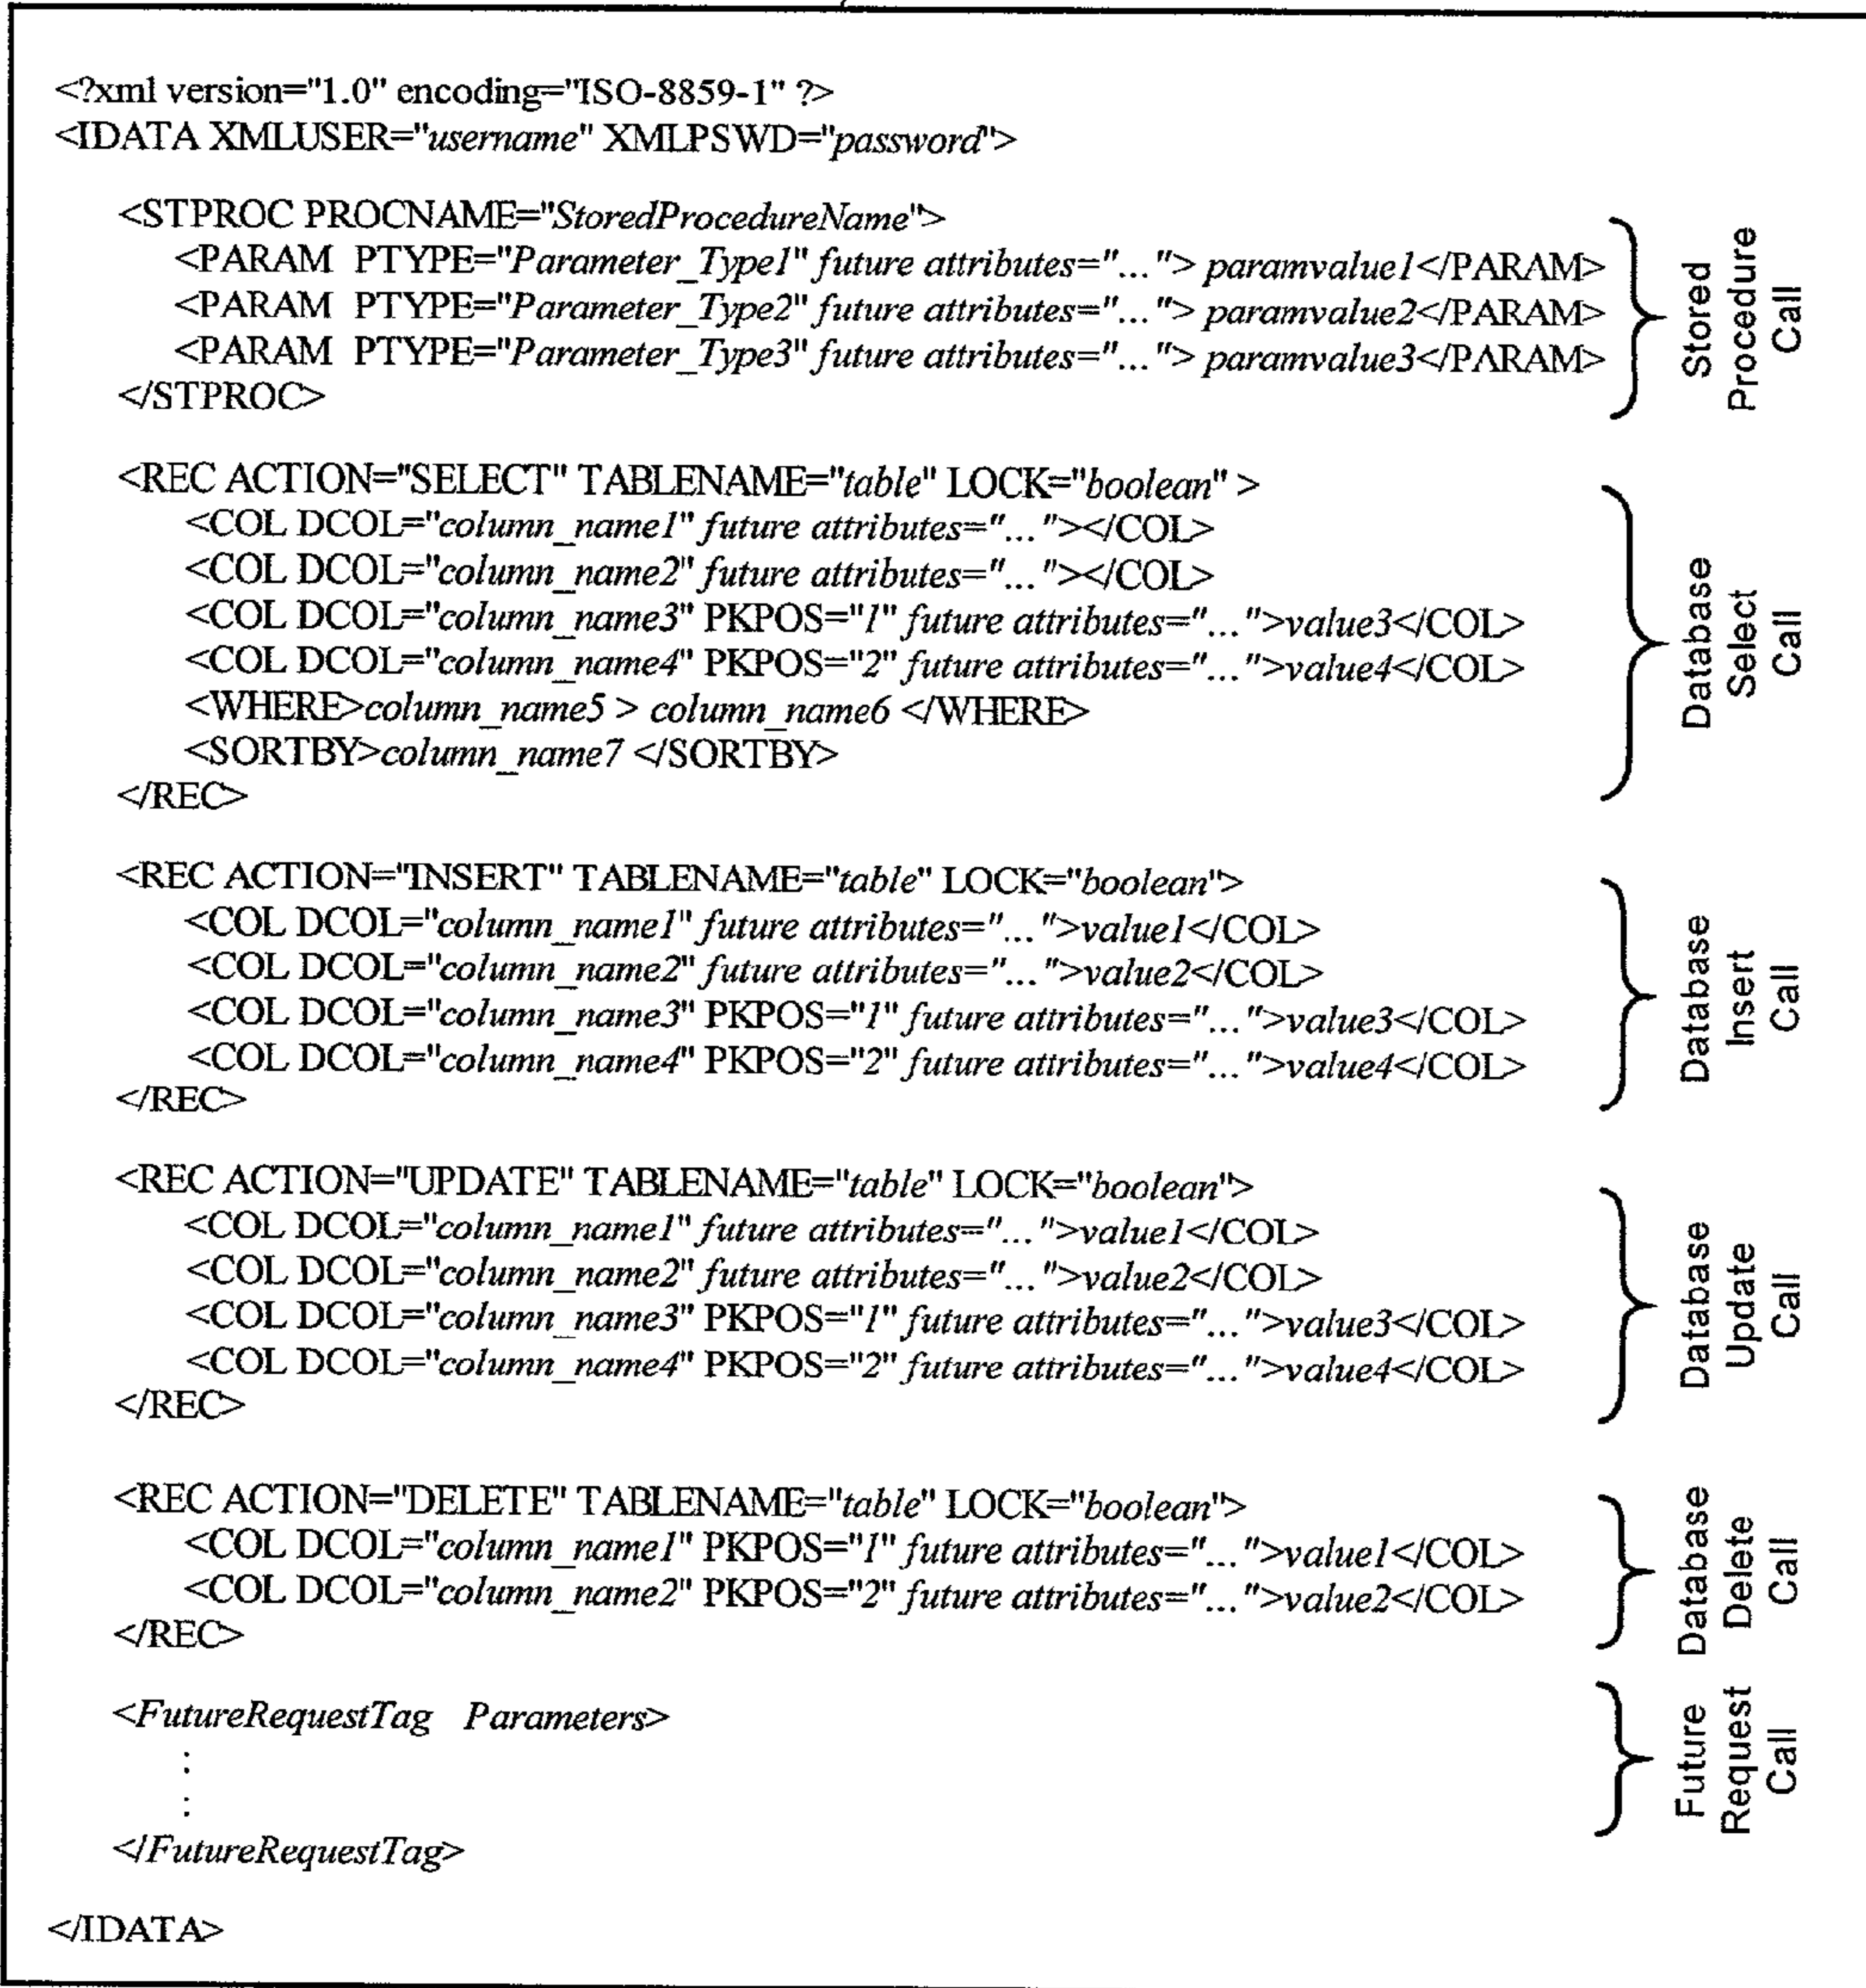 <?xml version="1.0" encoding="ISO-8859-1" ?>
<IDATA XMLUSER="username" XMLPSWD="password">
<STPROC PROCNAME="StoredProcedureName">
<PARAM  PTYPE="Parameter_Type1" future attributes="..."> paramvalue1</PARAM>
<PARAM  PTYPE="Parameter_Type2" future attributes="..."> paramvalue2</PARAM>
<PARAM  PTYPE="Parameter_Type3" future attributes="..."> paramvalue3</PARAM>
</STPROC>
Stored
Procedure
Call
<REC ACTION="SELECT" TABLENAME="table" LOCK="boolean" >
<COL DCOL="column_name1" future attributes="..."></COL>
<COL DCOL="column_name2" future attributes="..."></COL>
<COL DCOL="column_name3" PKPOS="1" future attributes="...">value3</COL>
<COL DCOL="column_name4" PKPOS="2" future attributes="...">value4</COL>
<WHERE>column_name5 > column_name6 </WHERE>
<SORTBY>column_name7 </SORTBY>
</REC>
Database
Select
Call
<REC ACTION="INSERT" TABLENAME="table" LOCK="boolean">
<COL DCOL="column_name1" future attributes="...">value1</COL>
<COL DCOL="column_name2" future attributes="...">value2</COL>
<COL DCOL="column_name3" PKPOS="1" future attributes="...">value3</COL>
<COL DCOL="column_name4" PKPOS="2" future attributes="...">value4</COL>
</REC>
Database
Insert
Call
<REC ACTION="UPDATE" TABLENAME="table" LOCK="boolean">
<COL DCOL="column_name1" future attributes="...">value1</COL>
<COL DCOL="column_name2" future attributes="...">value2</COL>
<COL DCOL="column_name3" PKPOS="1" future attributes="...">value3</COL>
<COL DCOL="column_name4" PKPOS="2" future attributes="...">value4</COL>
</REC>
Database
Update
Call
<REC ACTION="DELETE" TABLENAME="table" LOCK="boolean">
<COL DCOL="column_name1" PKPOS="1" future attributes="...">value1</COL>
<COL DCOL="column_name2" PKPOS="2" future attributes="...">value2</COL>
</REC>
Database
Delete
Call
<FutureRequestTag   Parameters>
:
:
</FutureRequestTag>
Future
Request
Call
</IDATA>